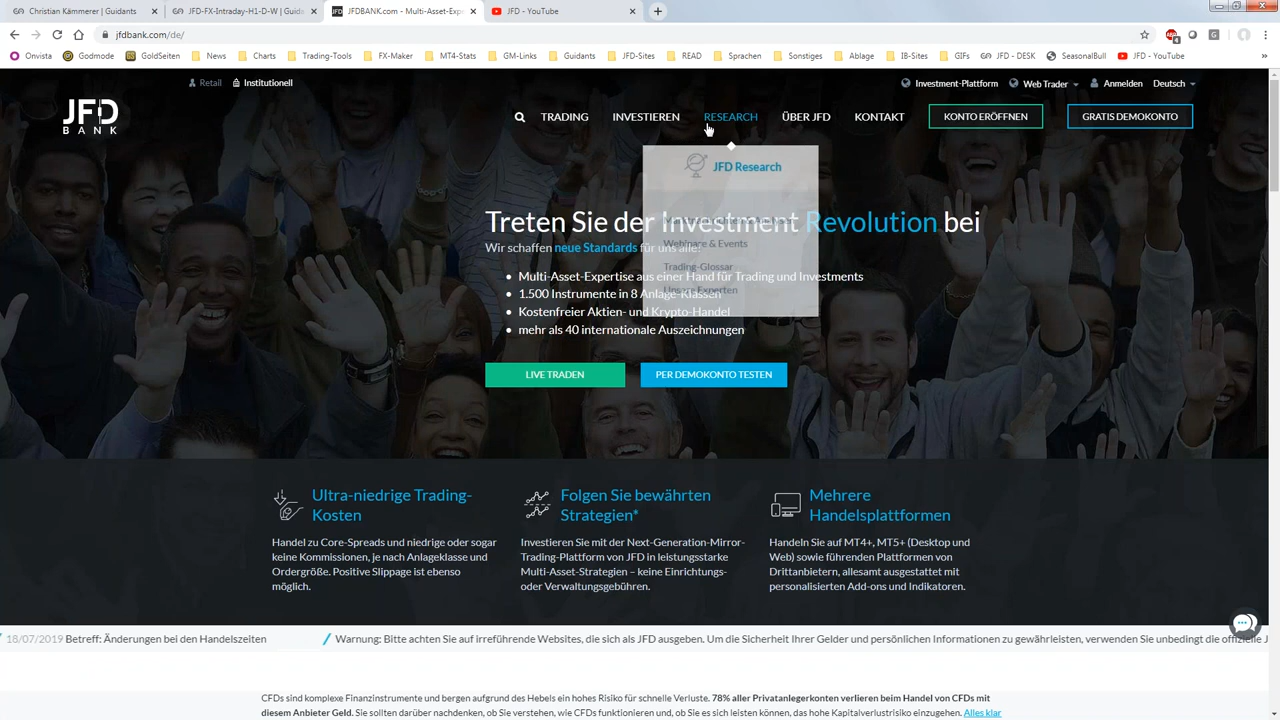 Christian Kämmerer | Guidants
JFD-FX-Intraday-H1-D-W | Guid
JFDBANK.com - Multi-Asset-Exp
JFD - YouTube
jfdbank.com/de/
Onvista
Godmode
GoldSeiten
News
Charts
Trading-Tools
FX-Maker
MT4-Stats
GM-Links
Guidants
JFD-Sites
READ
Sprachen
Sonstiges
Ablage
IB-Sites
GIFs
JFD - DESK
SeasonalBull
JFD - YouTube
Retail
Institutionell
Investment-Plattform
Web Trader
Anmelden
Deutsch
JFD
BANK
TRADING
INVESTIEREN
RESEARCH
ÜBER JFD
KONTAKT
KONTO ERÖFFNEN
GRATIS DEMOKONTO
JFD Research
Webinare & Events
Trading-Glossar
Unsere Experten
Treten Sie der Investment Revolution bei
Wir schaffen neue Standards für uns alle:
Multi-Asset-Expertise aus einer Hand für Trading und Investments
1.500 Instrumente in 8 Anlage-Klassen
Kostenfreier Aktien- und Krypto-Handel
mehr als 40 internationale Auszeichnungen
LIVE TRADEN
PER DEMOKONTO TESTEN
Ultra-niedrige Trading-
Kosten
Handel zu Core-Spreads und niedrige oder sogar
keine Kommissionen, je nach Anlageklasse und
Ordergröße. Positive Slippage ist ebenso
möglich.
Folgen Sie bewährten
Strategien*
Investieren Sie mit der Next-Generation-Mirror-
Trading-Plattform von JFD in leistungsstarke
Multi-Asset-Strategien – keine Einrichtungs-
oder Verwaltungsgebühren.
Mehrere
Handelsplattformen
Handeln Sie auf MT4+, MT5+ (Desktop und
Web) sowie führenden Plattformen von
Drittanbietern, allesamt ausgestattet mit
personalisierten Add-ons und Indikatoren.
18/07/2019 Betreff: Änderungen bei den Handelszeiten
Warnung: Bitte achten Sie auf irreführende Websites, die sich als JFD ausgeben. Um die Sicherheit Ihrer Gelder und persönlichen Informationen zu gewährleisten, verwenden Sie unbedingt die offizielle J
CFDs sind komplexe Finanzinstrumente und bergen aufgrund des Hebels ein hohes Risiko für schnelle Verluste. 78% aller Privatanlegerkonten verlieren beim Handel von CFDs mit
diesem Anbieter Geld. Sie sollten darüber nachdenken, ob Sie verstehen, wie CFDs funktionieren und, ob Sie es sich leisten können, das hohe Kapitalverlustrisiko einzugehen. Alles klar